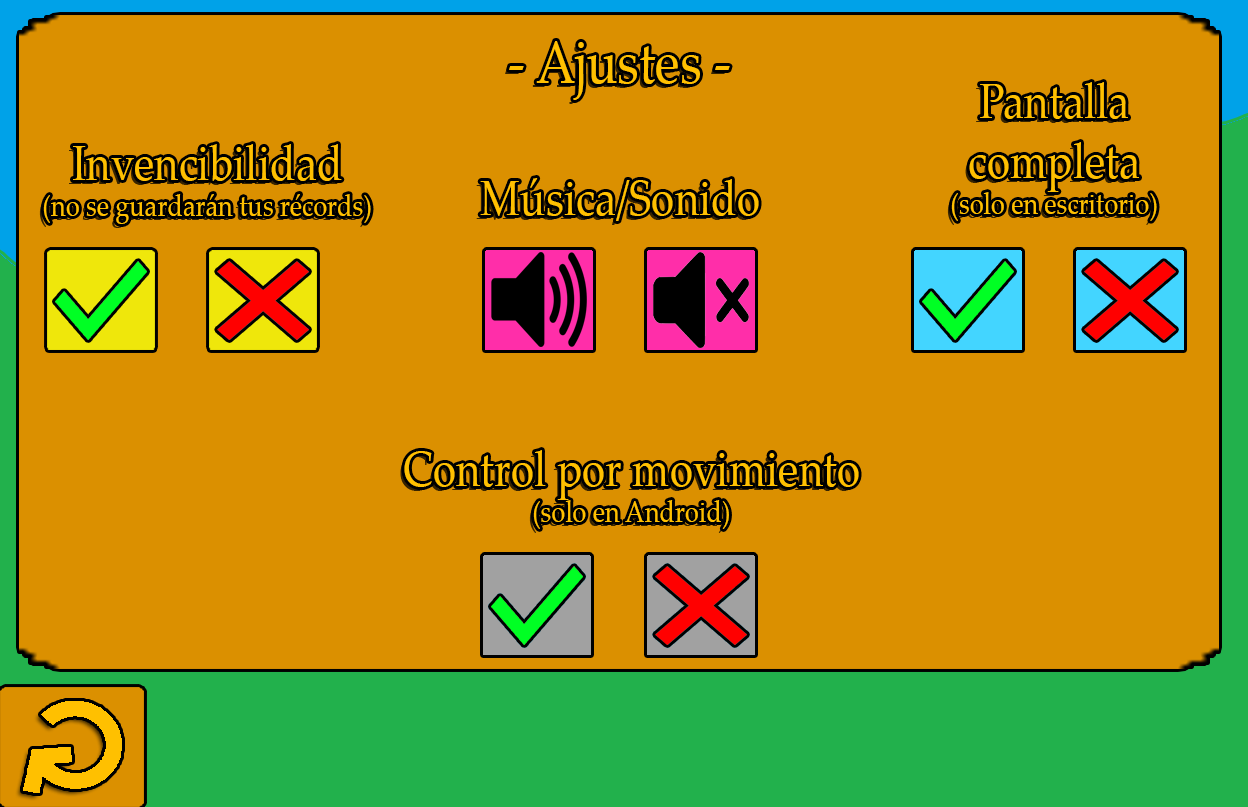 - Ajustes -
Invencibilidad
(no se guardarán tus récords)
Música/Sonido
Pantalla
completa
(solo en escritorio)
Control por movimiento
(solo en Android)